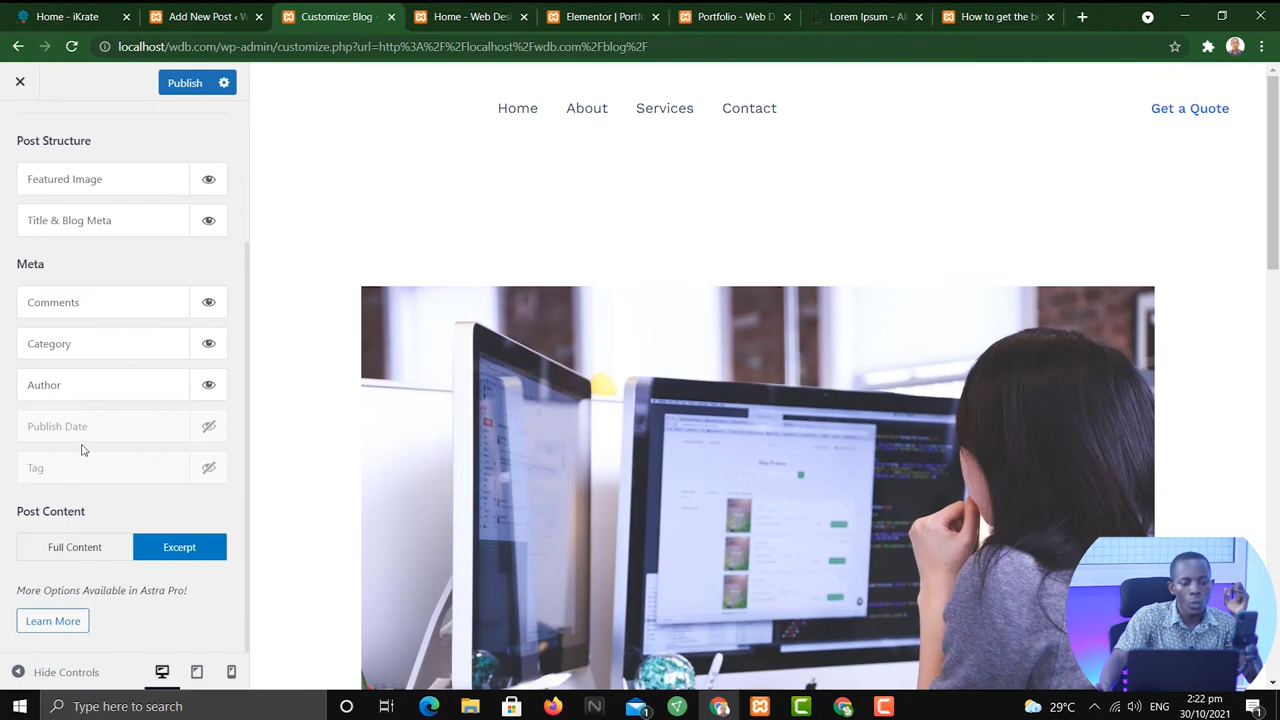 Home - iKrate
Add New Post ‹ W
Customize: Blog -
Home - Web Des
Elementor | Portf
Portfolio - Web D
Lorem Ipsum - All
How to get the b
localhost/wdb.com/wp-admin/customize.php?url=http%3A%2F%2Flocalhost%2Fwdb.com%2Fblog%2F
Publish
Home About Services Contact
Get a Quote
Post Structure
Featured Image
Title & Blog Meta
Meta
Comments
Category
Author
Publish Date
Tag
Post Content
Full Content
Excerpt
More Options Available in Astra Pro!
Learn More
Hide Controls
Type here to search
1
29°C
ENG
2:22 pm
30/10/2021
1